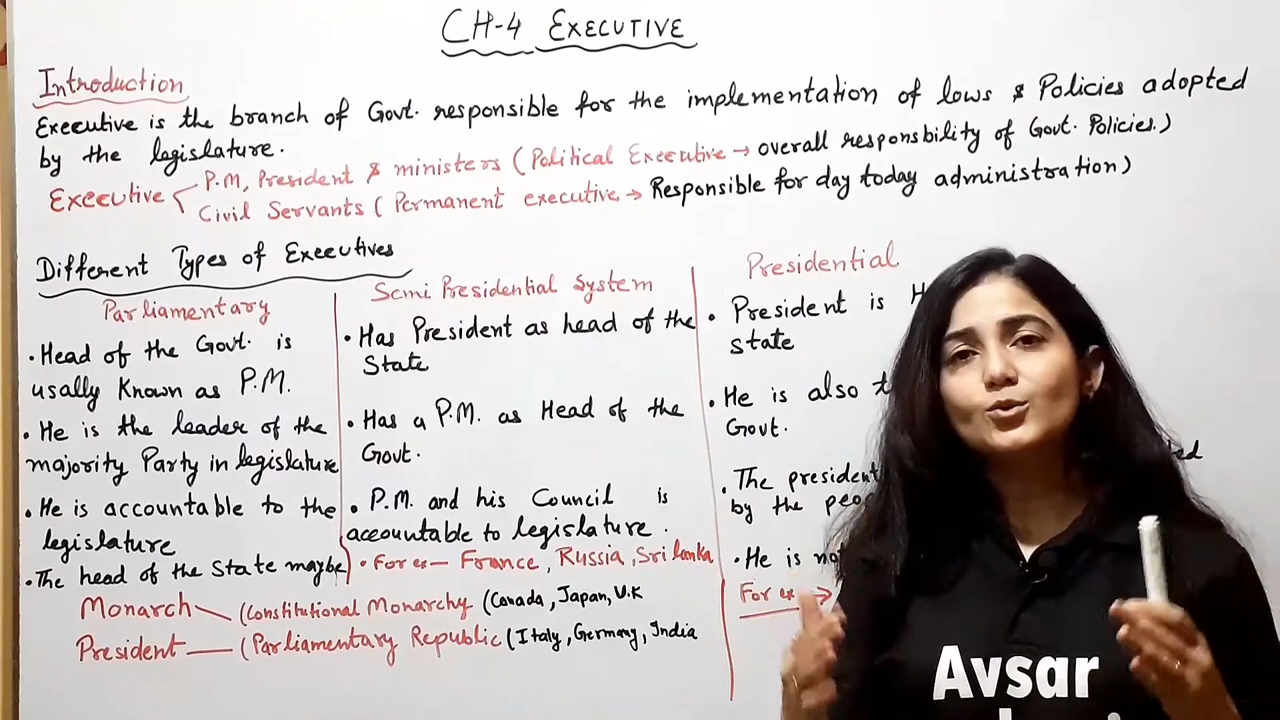 CH-4 EXECUTIVE
Introduction
Executive is the branch of Govt. responsible for the implementation of lows & Policies adopted
by the legislature.
Executive
P.M, President & ministers (Political Executive → overall responsbility of Govt. Policies.)
Civil Servants (Permanent executive → Responsible for day today administration)
Different Types of Executives
Parliamentary
• Head of the Govt. is
usally Known as P.M.
• He is the leader of the
majority Party in legislature
• He is accountable to the
legislature
• The head of the State maybe
Monarch — (Constitutional Monarchy (Canada, Japan, U.K
President — (Parliamentary Republic (Italy, Germany, India
Semi Presidential System
• Has President as head of the
State
• Has a P.M. as Head of the
Govt.
• P.M. and his Council is
accountable to legislature.
• For ex — France, Russia, Sri lanka
Presidential
• President is
State
• He is also
Govt.
• The president
by the
• He is
For ex →
Avsar